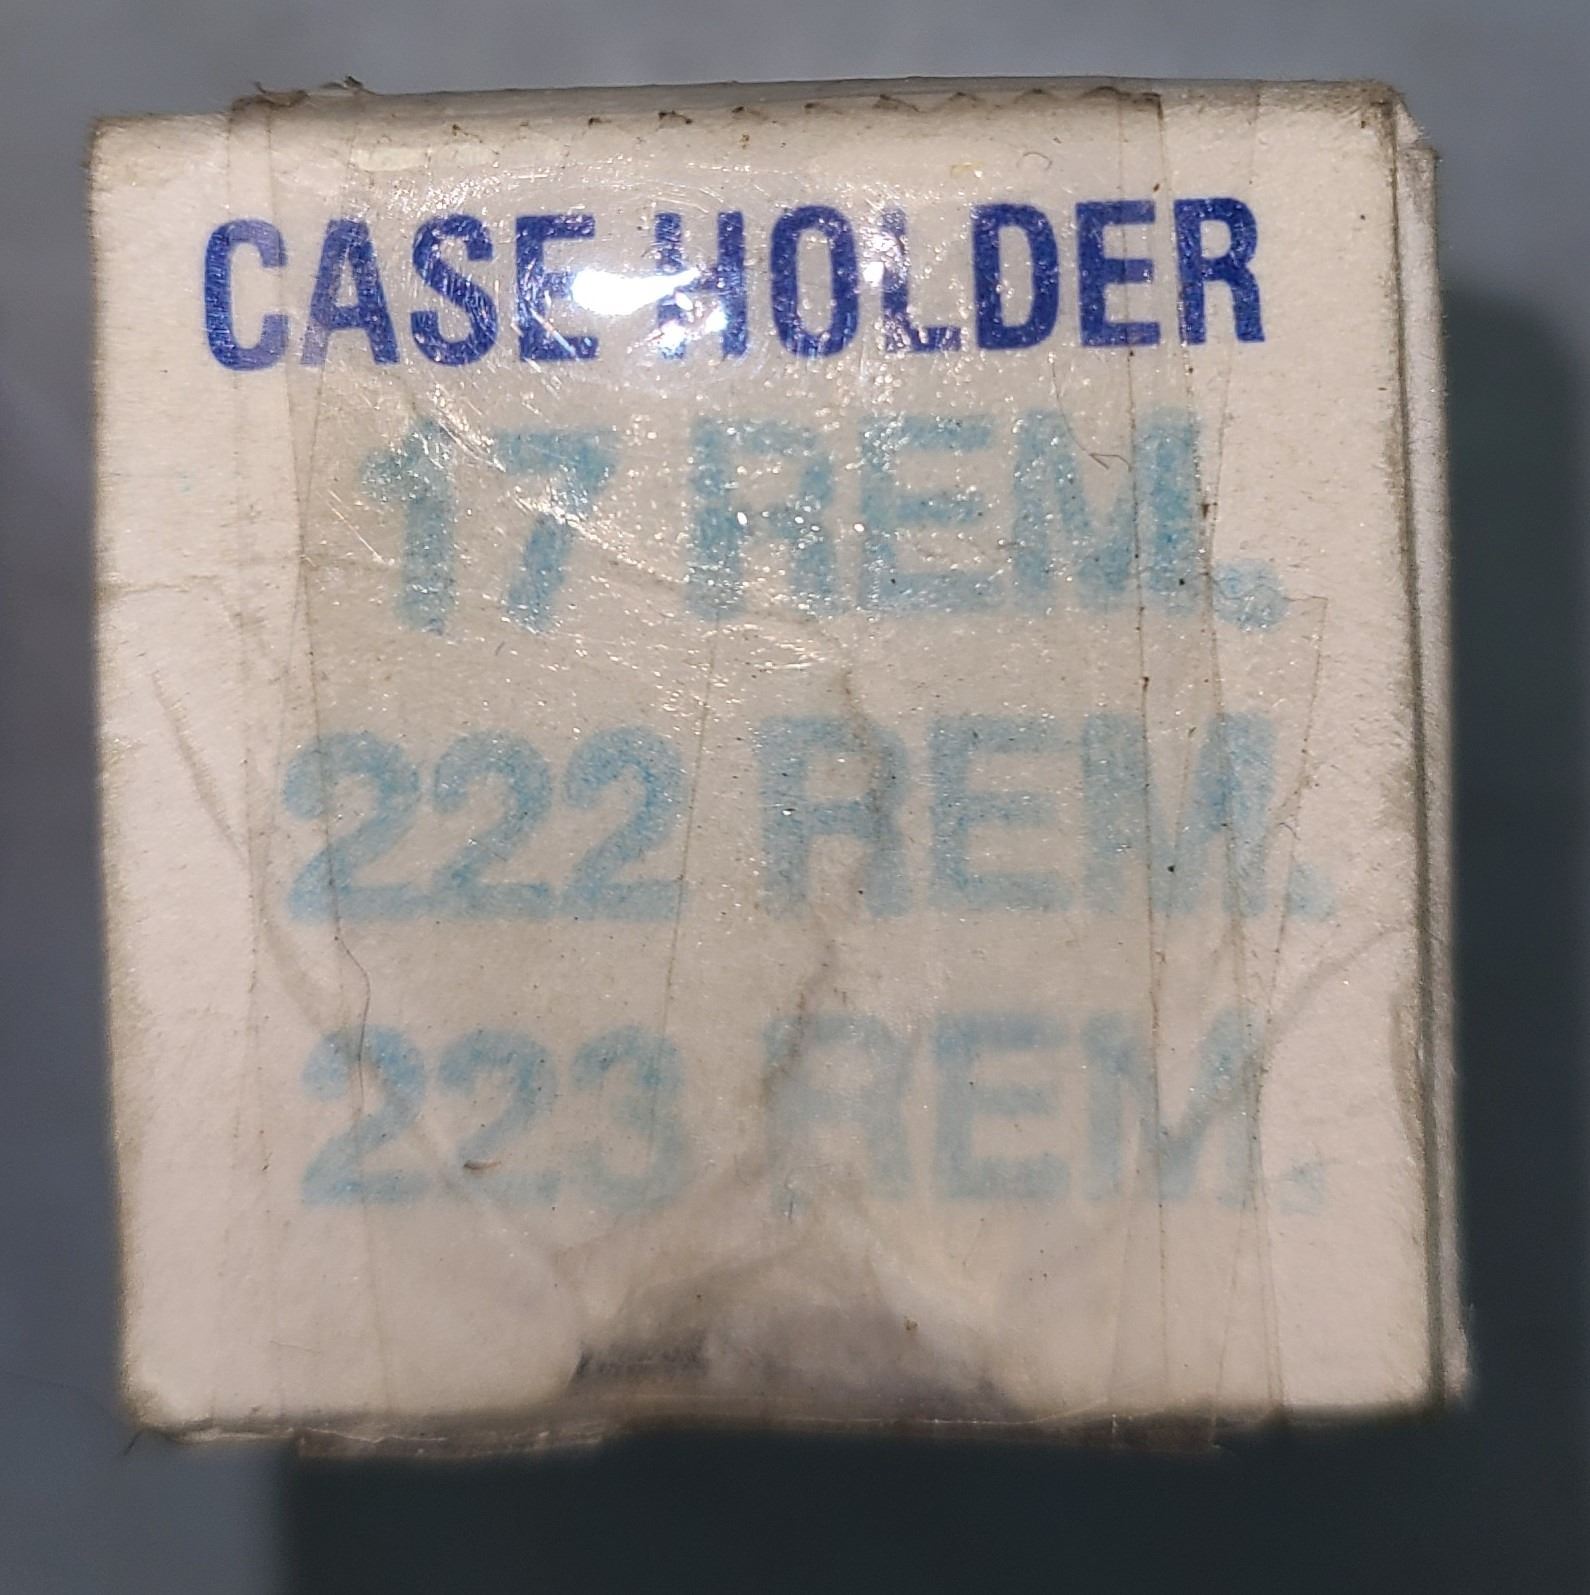 CASE HOLDER
17 REM.
222 REM.
223 REM.